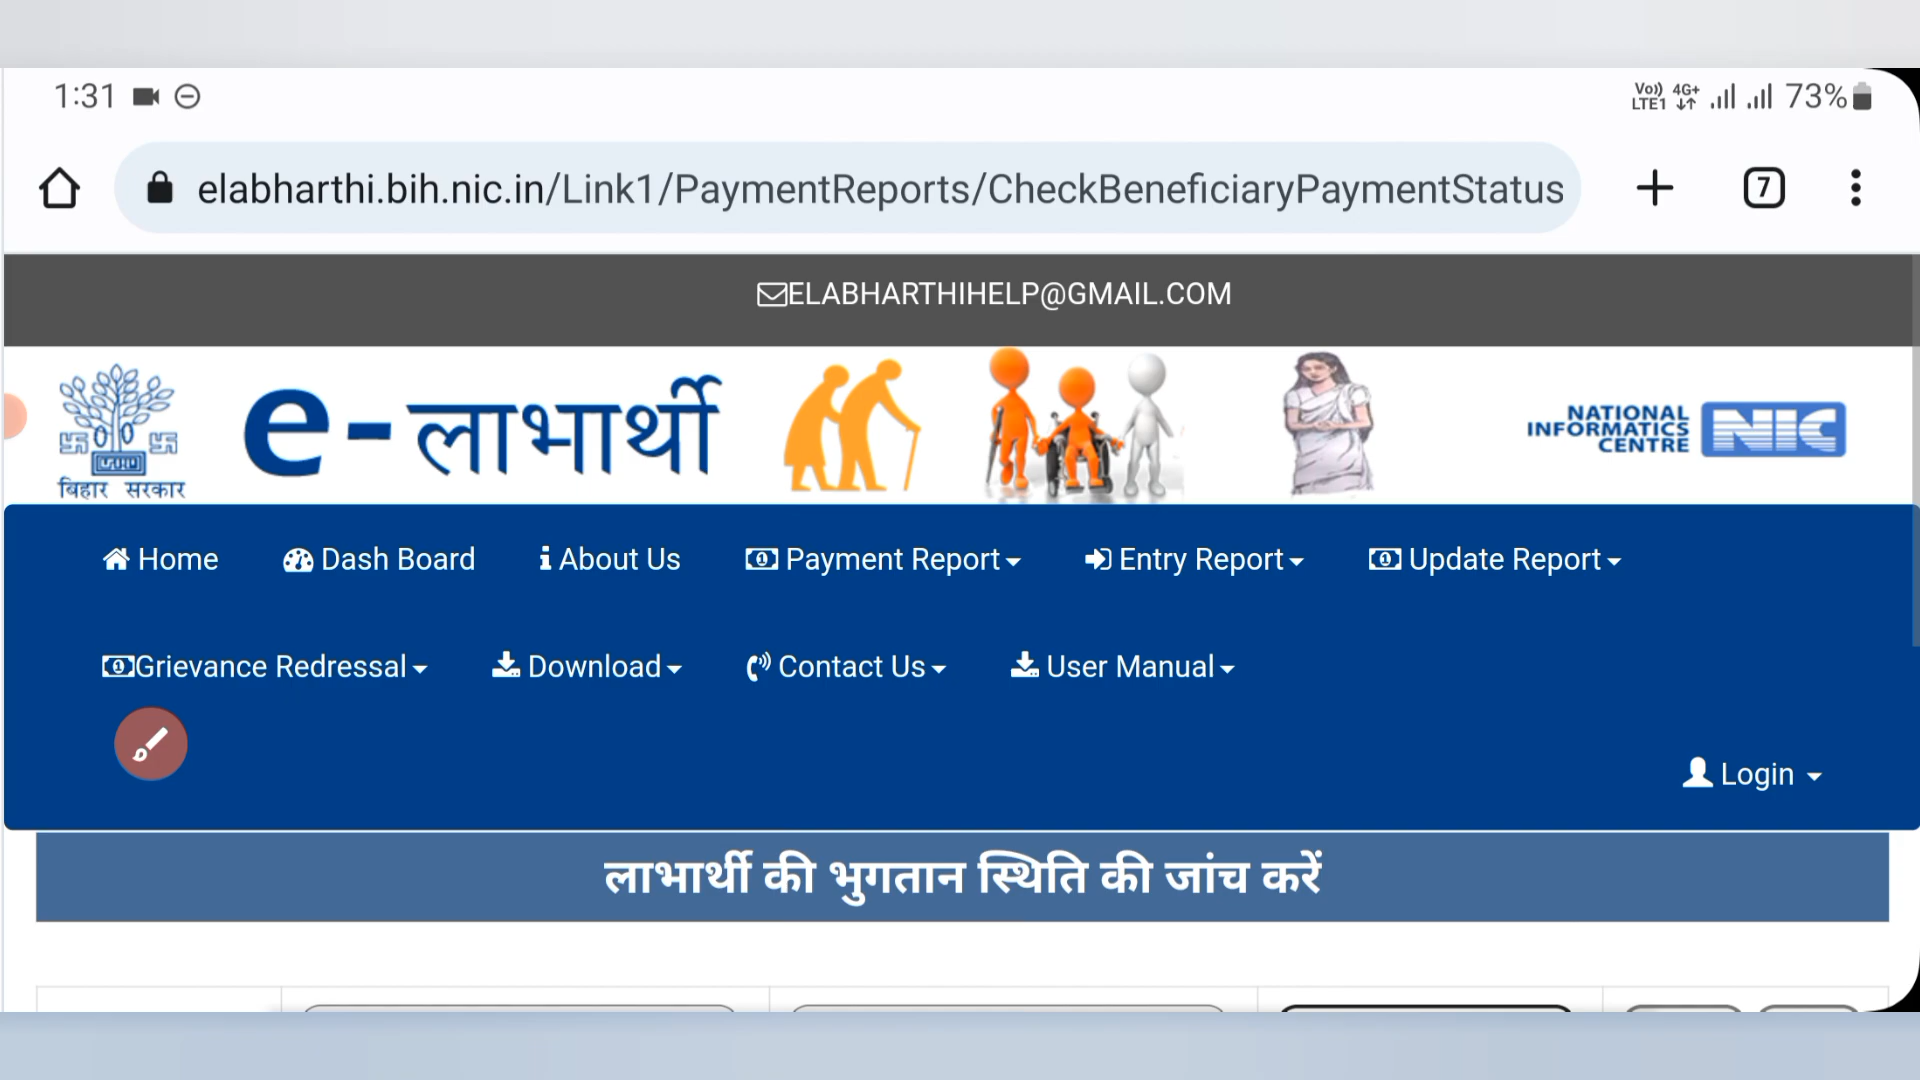 1:31
Vo)) 4G+ 73%
LTE1
elabharthi.bih.nic.in/Link1/PaymentReports/CheckBeneficiaryPaymentStatus
7
ELABHARTHIHELP@GMAIL.COM
बिहार सरकार
e-लाभार्थी
NATIONAL
INFORMATICS
CENTRE
NIC
Home Dash Board About Us Payment Report Entry Report Update Report
Grievance Redressal Download Contact Us User Manual
Login
लाभार्थी की भुगतान स्थिति की जांच करें